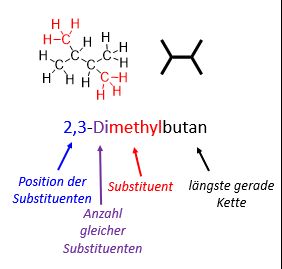 H H
H-C H H
H C C-H
C C H
H-C H H C-H
H H H
2,3-Dimethylbutan
Position der
Substituenten
Substituent
längste gerade
Kette
Anzahl
gleicher
Substituenten